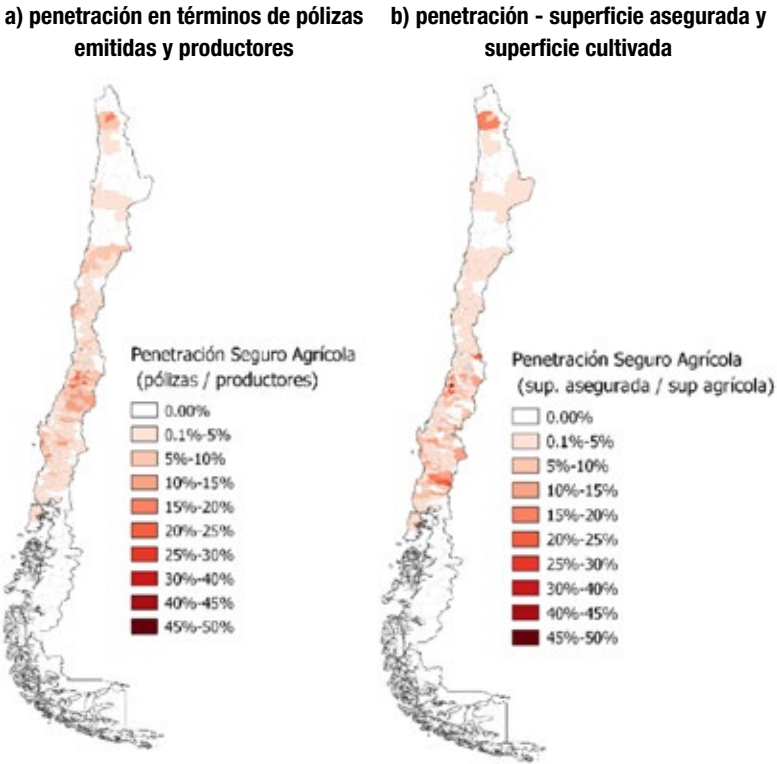 a) penetración en términos de pólizas
emitidas y productores
b) penetración - superficie asegurada y
superficie cultivada
Penetración Seguro Agrícola
(pólizas / productores)
0.00%
0.1%-5%
5%-10%
10%-15%
15%-20%
20%-25%
25%-30%
30%-40%
40%-45%
45%-50%
Penetración Seguro Agrícola
(sup. asegurada / sup agrícola)
0.00%
0.1%-5%
5%-10%
10%-15%
15%-20%
20%-25%
25%-30%
30%-40%
40%-45%
45%-50%